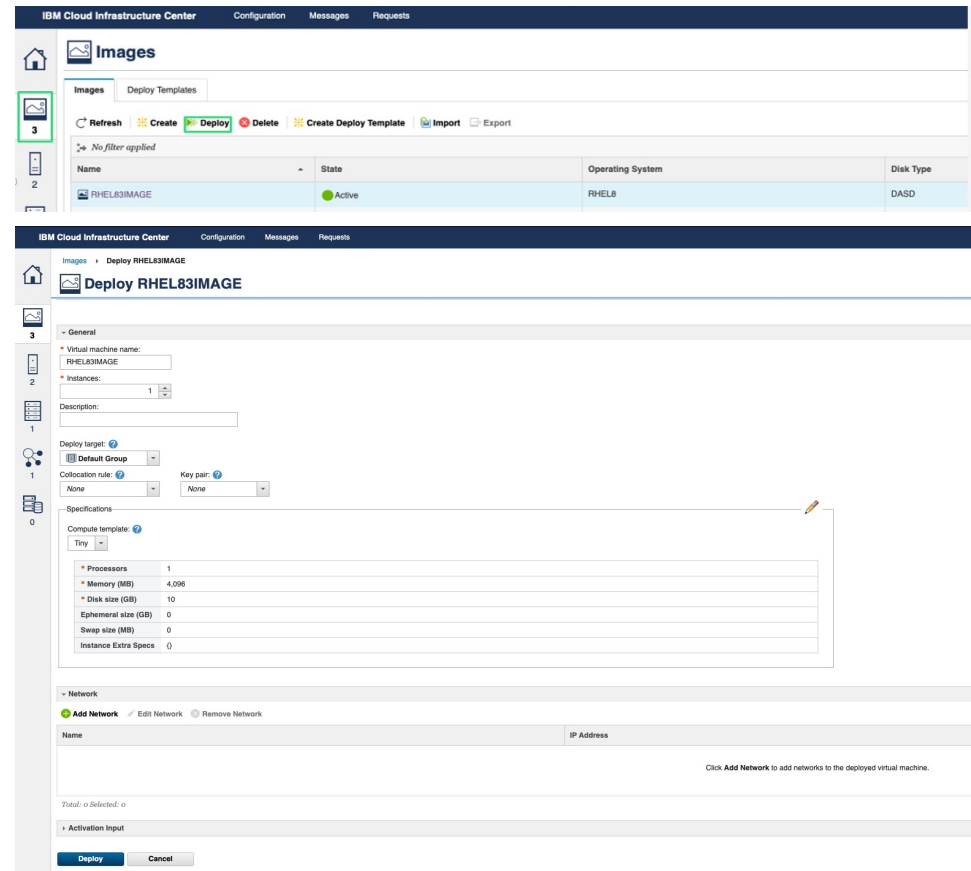 IBM Cloud Infrastructure Center Configuration Messages Requests
Images
Images Deploy Templates
3
Refresh Create Deploy Delete Create Deploy Template Import Export
No filter applied
Name State Operating System Disk Type
2
RHEL83IMAGE Active RHEL8 DASD
IBM Cloud Infrastructure Center Configuration Messages Requests
Images Deploy RHEL83IMAGE
Deploy RHEL83IMAGE
3
General
* Virtual machine name:
RHEL83IMAGE
2
* Instances:
1
Description:
1
Deploy target: ?
Default Group
1
Collocation rule: ? Key pair: ?
None None
Specifications
0
Compute template: ?
Tiny
* Processors 1
* Memory (MB) 4,096
* Disk size (GB) 10
Ephemeral size (GB) 0
Swap size (MB) 0
Instance Extra Specs {}
Network
Add Network Edit Network Remove Network
Name IP Address
Click Add Network to add networks to the deployed virtual machine.
Total: 0 Selected: 0
Activation Input
Deploy Cancel